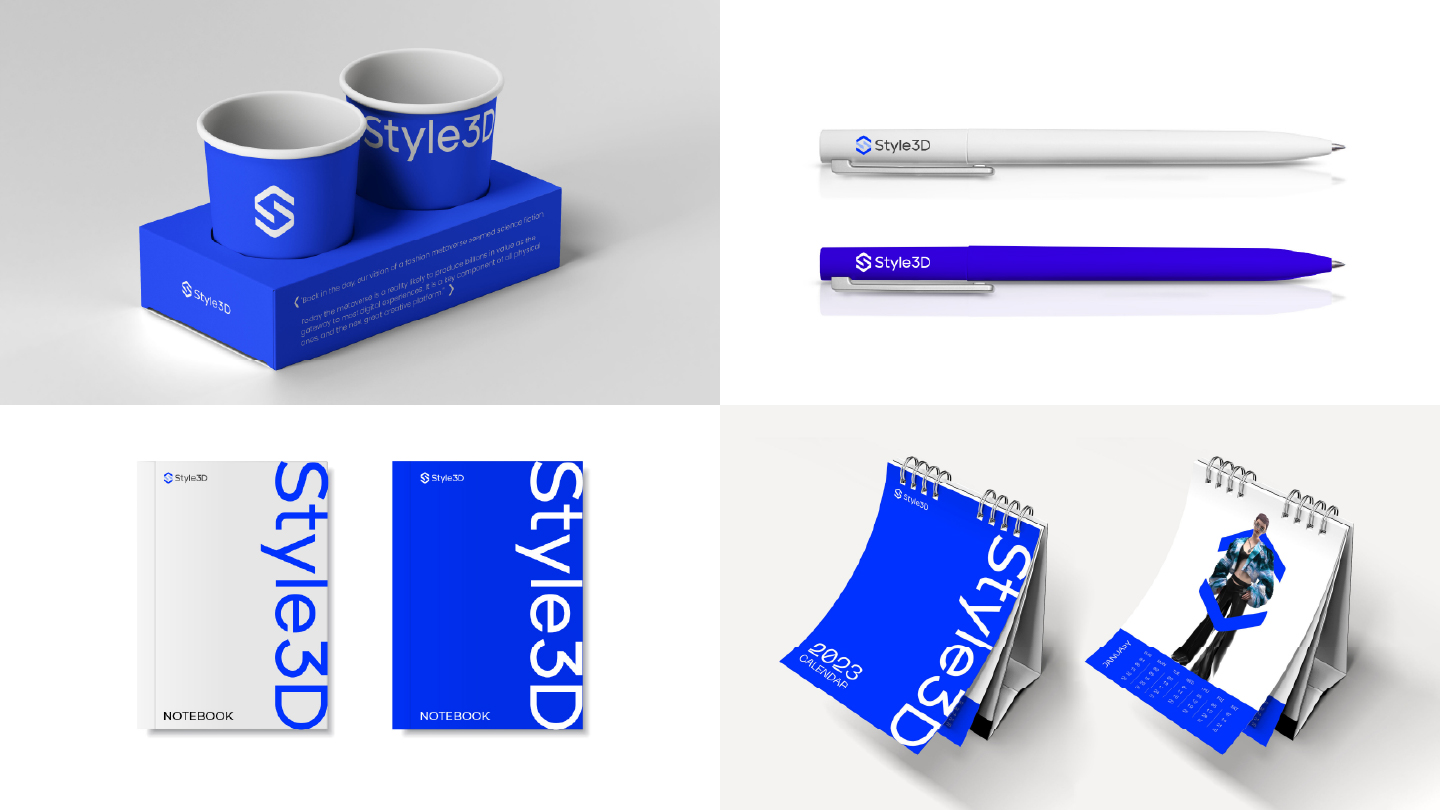 Style3D
Style3D
"Back in the day, our vision of a fashion metaverse seemed science fiction.
Today the metaverse is a reality likely to produce billions in value as the
gateway to most digital experiences. It is a key component of all physical
ones and the next great creative platform."
Style3D
Style3D
Style3D
Style3D
NOTEBOOK
Style3D
Style3D
NOTEBOOK
Style3D
Style3D
2023
CALENDAR
JANUARY